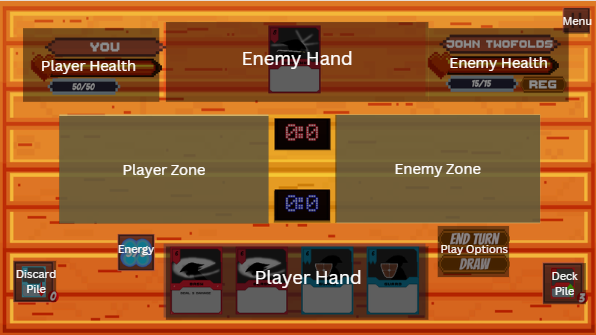 Menu
YOU
Enemy Hand
JOHN TWOFOLDS
Player Health
Enemy Health
50/50
15/15
REG
Player Zone
0:0
Enemy Zone
0:0
Energy
END TURN
Play Options
DRAW
Discard
Pile
0
Player Hand
Deck
Pile
3